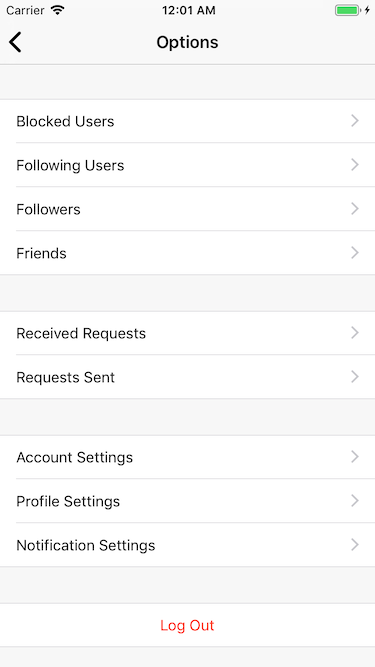 Carrier 12:01 AM
Options
Blocked Users
Following Users
Followers
Friends
Received Requests
Requests Sent
Account Settings
Profile Settings
Notification Settings
Log Out